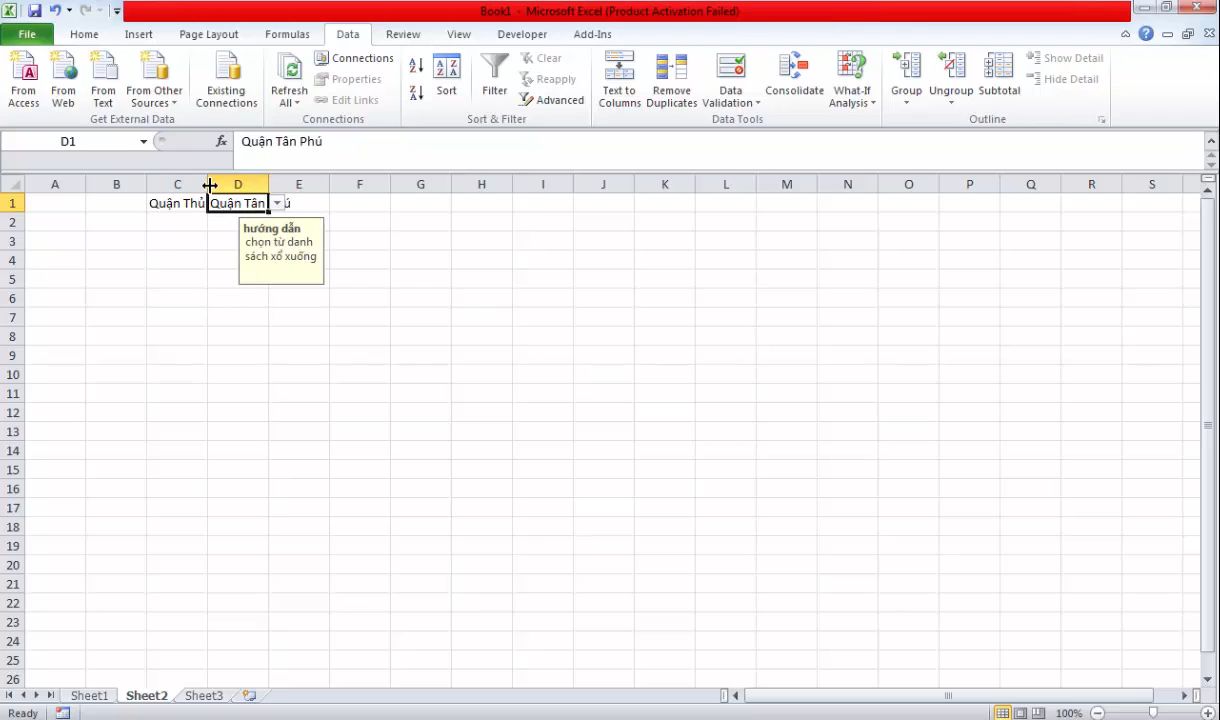 Book1 - Microsoft Excel (Product Activation Failed)
File Home Insert Page Layout Formulas Data Review View Developer Add-Ins
From Access
From Web
From Text
From Other Sources
Existing Connections
Get External Data
Refresh All
Connections
Properties
Edit Links
Connections
Sort
Filter
Clear
Reapply
Advanced
Sort & Filter
Text to Columns
Remove Duplicates
Data Validation
Consolidate
What-If Analysis
Data Tools
Group
Ungroup
Subtotal
Show Detail
Hide Detail
Outline
D1
fx
Quận Tân Phú
A B C D E F G H I J K L M N O P Q R S
1 Quận Thủ Quận Tân ú
2
hướng dẫn
chọn từ danh
sách xổ xuống
3
4
5
6
7
8
9
10
11
12
13
14
15
16
17
18
19
20
21
22
23
24
25
26
Sheet1 Sheet2 Sheet3
Ready
100%